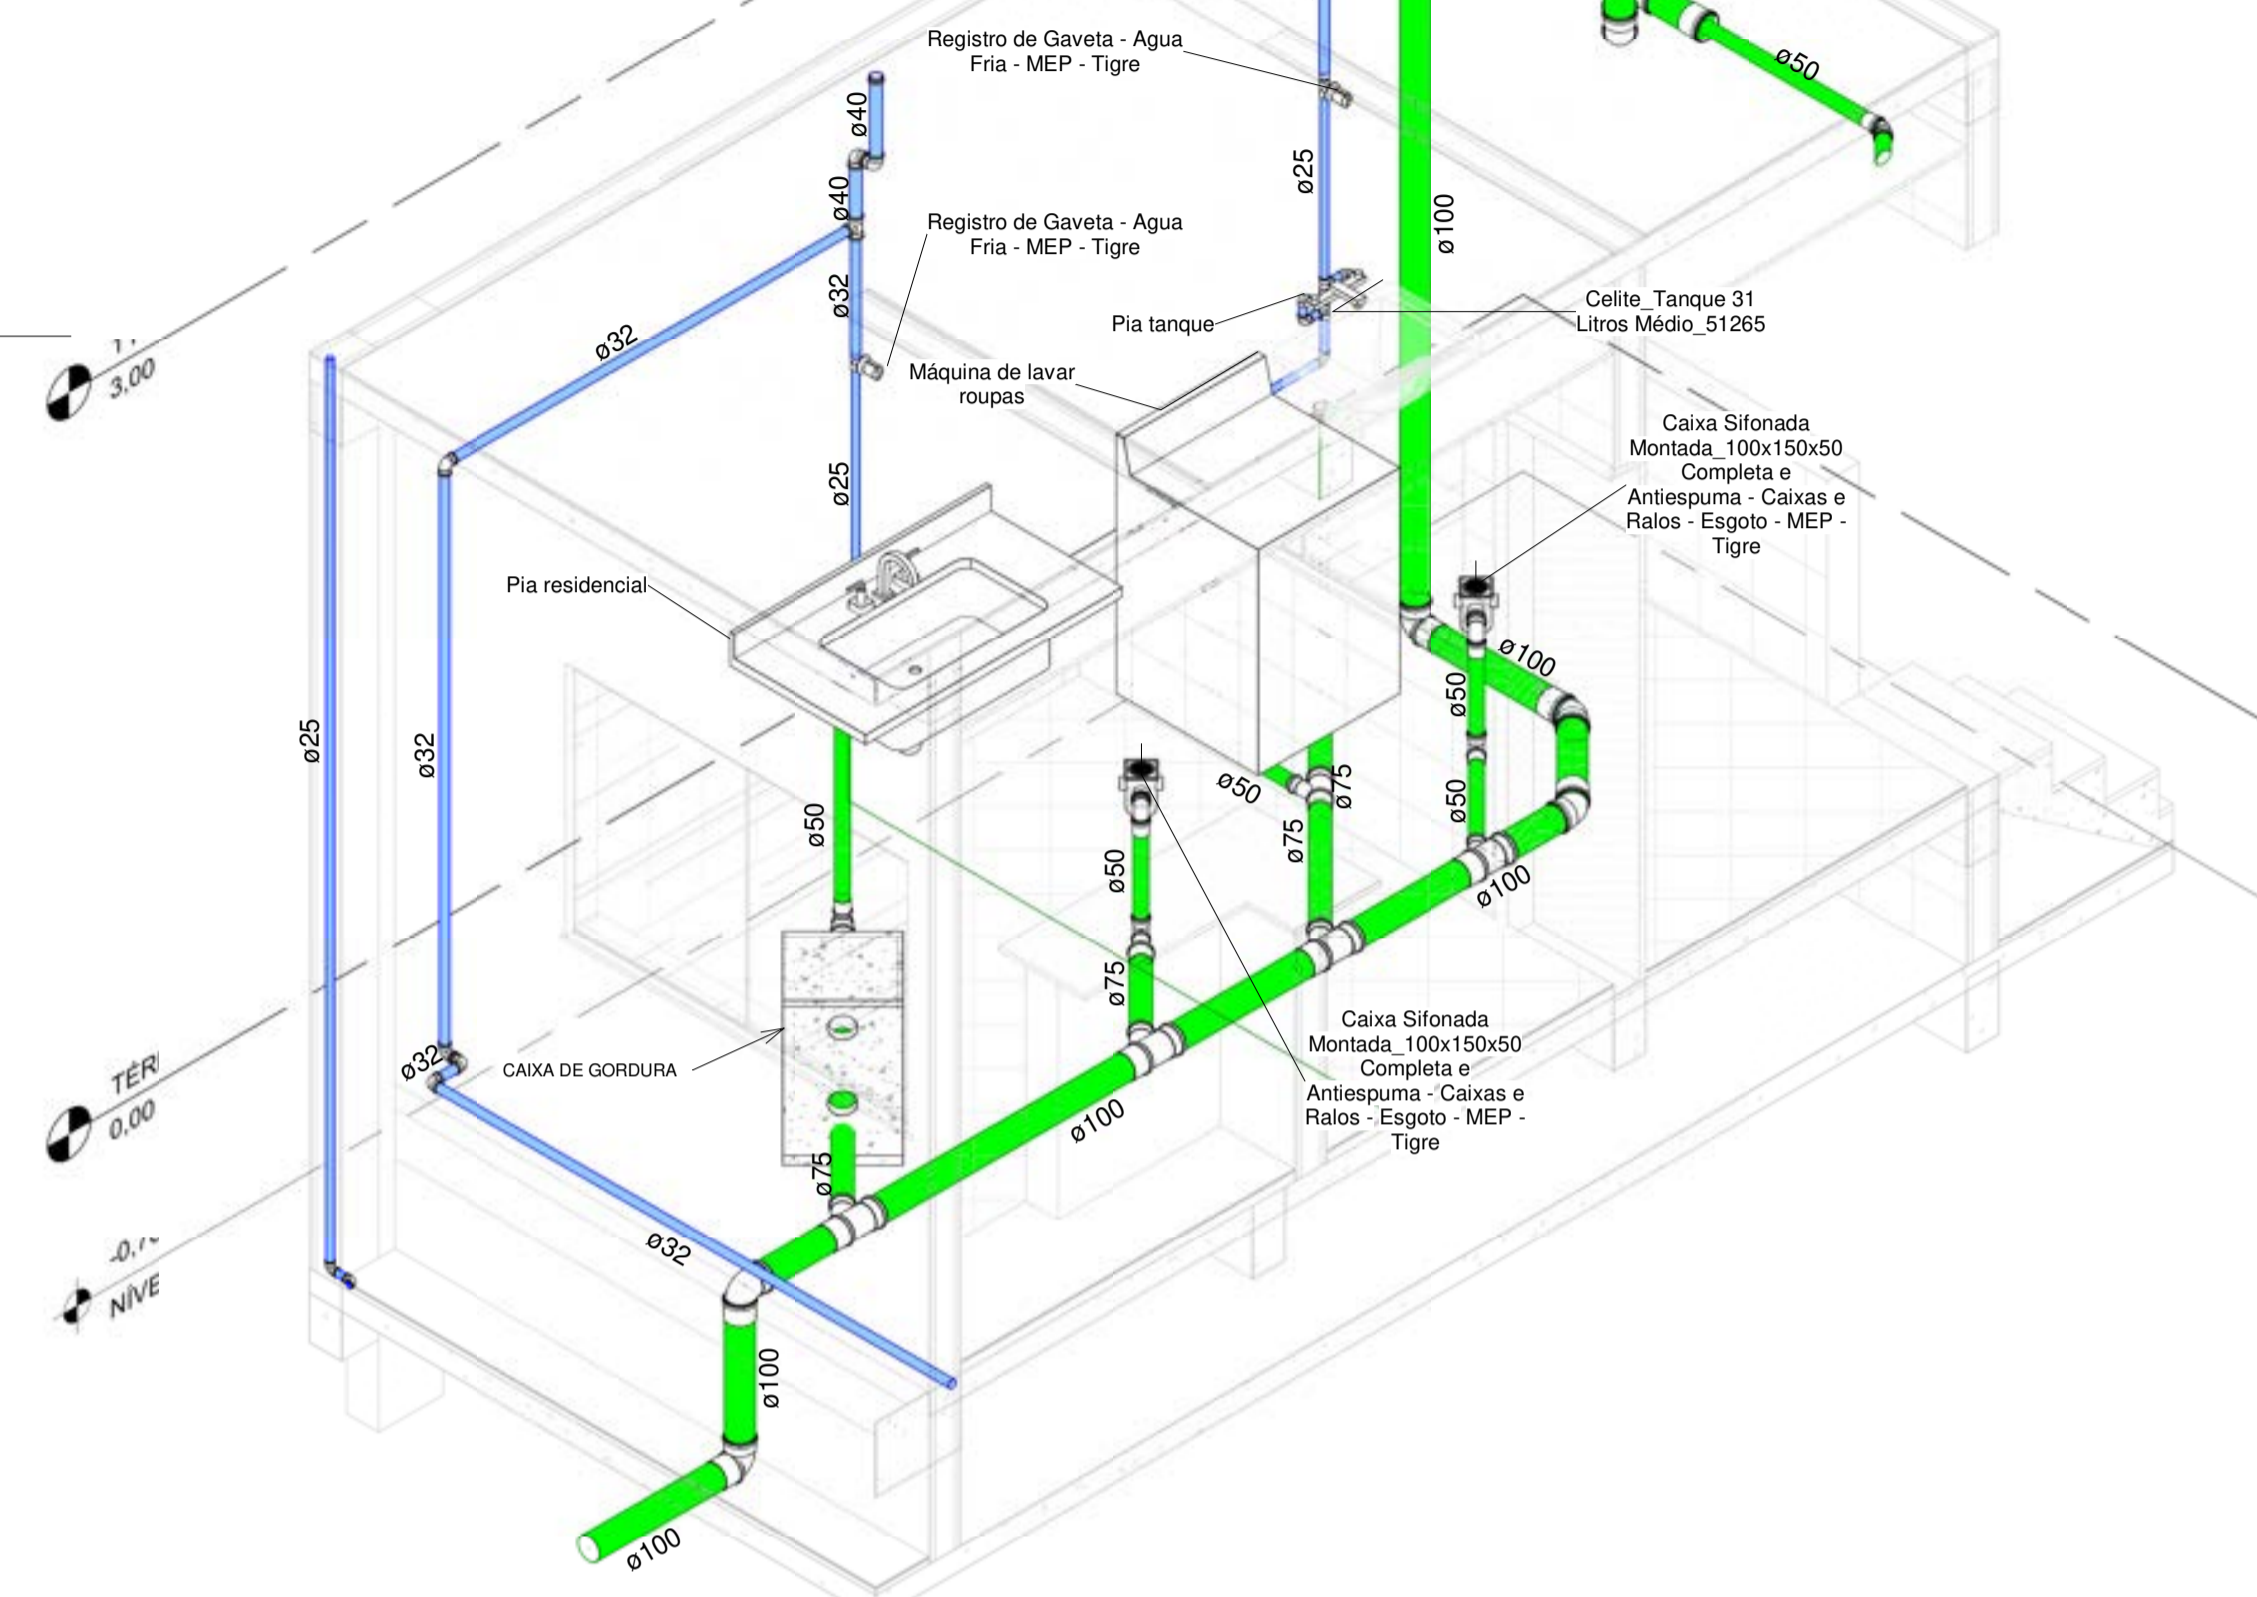 Registro de Gaveta - Agua
Fria - MEP - Tigre
ø50
ø40
ø25
ø40
ø100
Registro de Gaveta - Agua
Fria - MEP - Tigre
ø32
Celite_Tanque 31
Litros Médio_51265
Pia tanque
ø32
3,00
Máquina de lavar
roupas
Caixa Sifonada
Montada_100x150x50
Completa e
Antiespuma - Caixas e
Ralos - Esgoto - MEP -
Tigre
ø25
Pia residencial
ø100
ø50
ø25
ø32
ø50
ø75
ø50
ø50
ø75
ø50
ø100
ø75
Caixa Sifonada
Montada_100x150x50
Completa e
Antiespuma - Caixas e
Ralos - Esgoto - MEP -
Tigre
ø32
CAIXA DE GORDURA
TÉR
0,00
ø100
ø75
ø32
-0,7
NÍVE
ø100
ø100